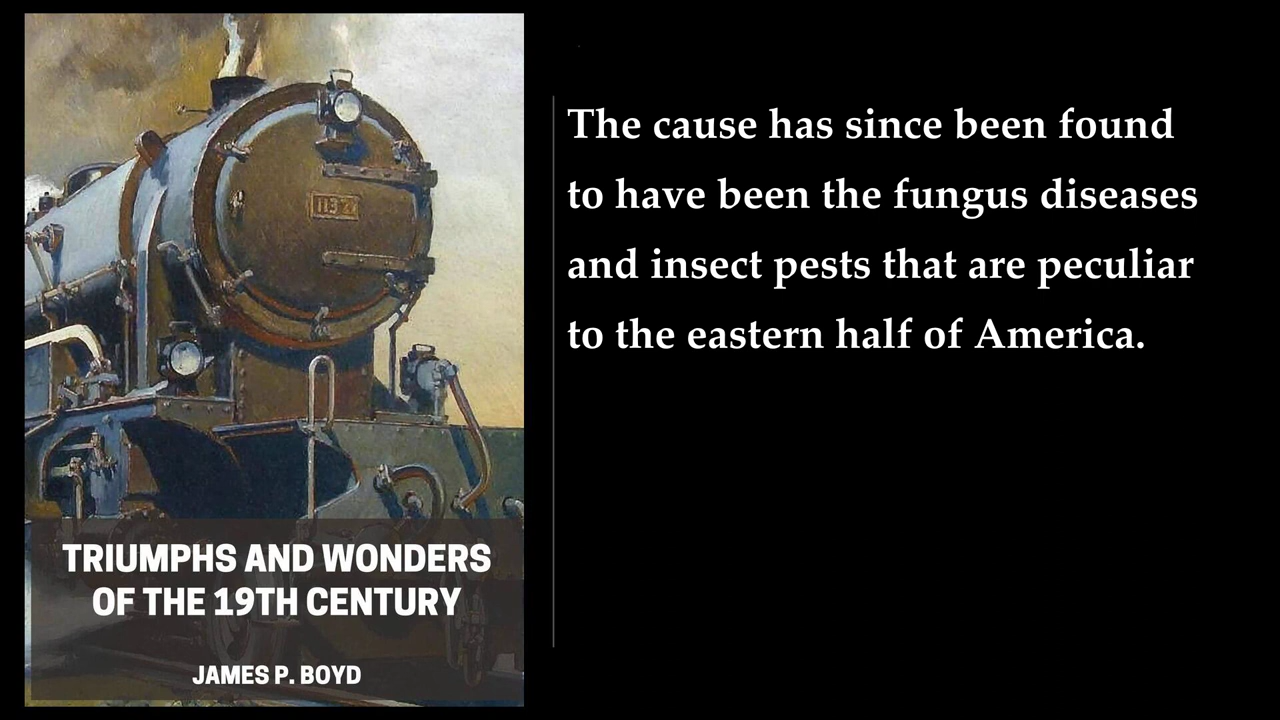 The cause has since been found
to have been the fungus diseases
and insect pests that are peculiar
to the eastern half of America.
TRIUMPHS AND WONDERS
OF THE 19TH CENTURY
JAMES P. BOYD